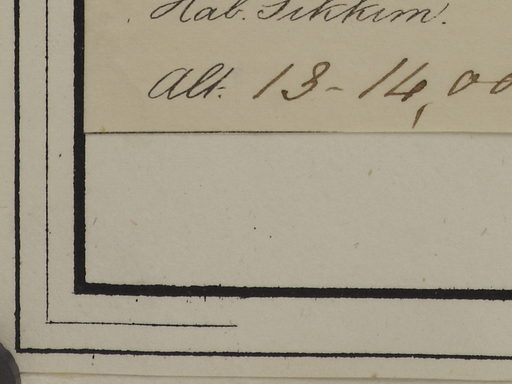 Hab. Sikkim.
Alt. 13-14,00